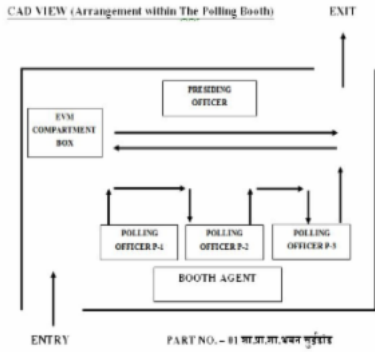 CAD VIEW (Arrangement within The Polling Booth)
EXIT
PRESIDING
OFFICER
EVM
COMPARTMENT
BOX
POLLING
OFFICER P-1
POLLING
OFFICER P-2
POLLING
OFFICER P-3
BOOTH AGENT
ENTRY
PART NO. - 01 भवन